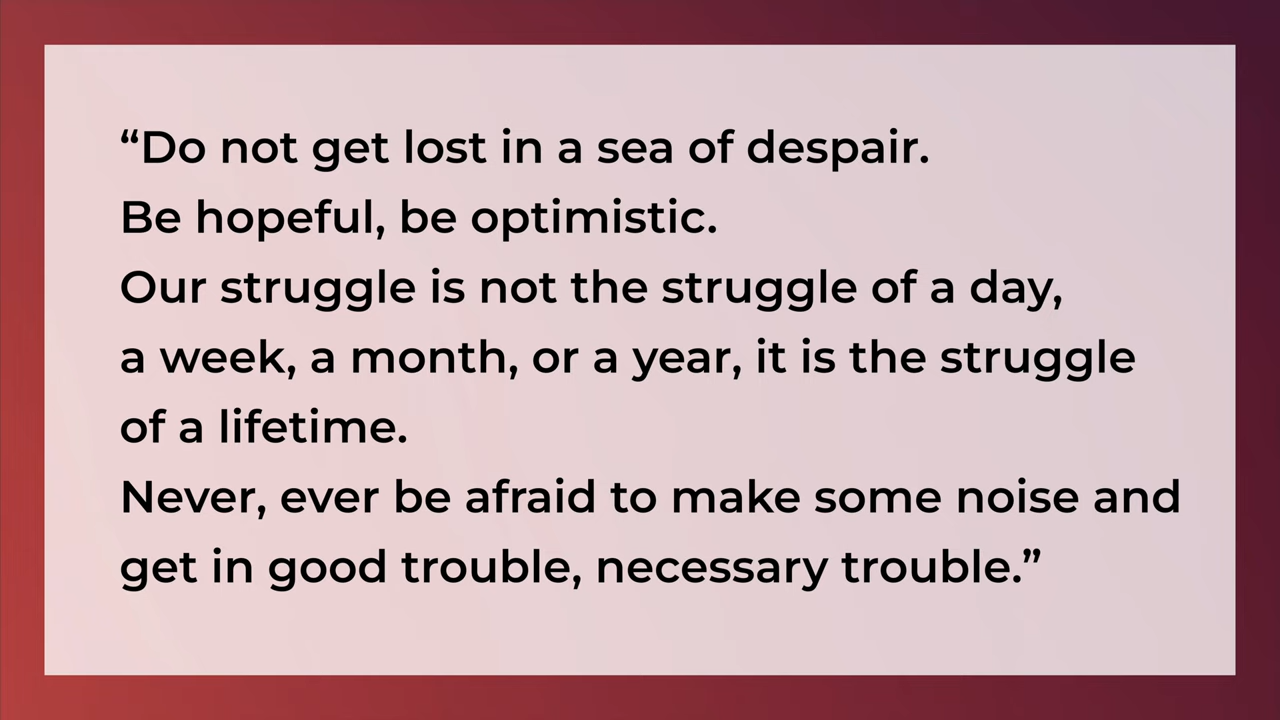 “Do not get lost in a sea of despair.
Be hopeful, be optimistic.
Our struggle is not the struggle of a day,
a week, a month, or a year, it is the struggle
of a lifetime.
Never, ever be afraid to make some noise and
get in good trouble, necessary trouble.”